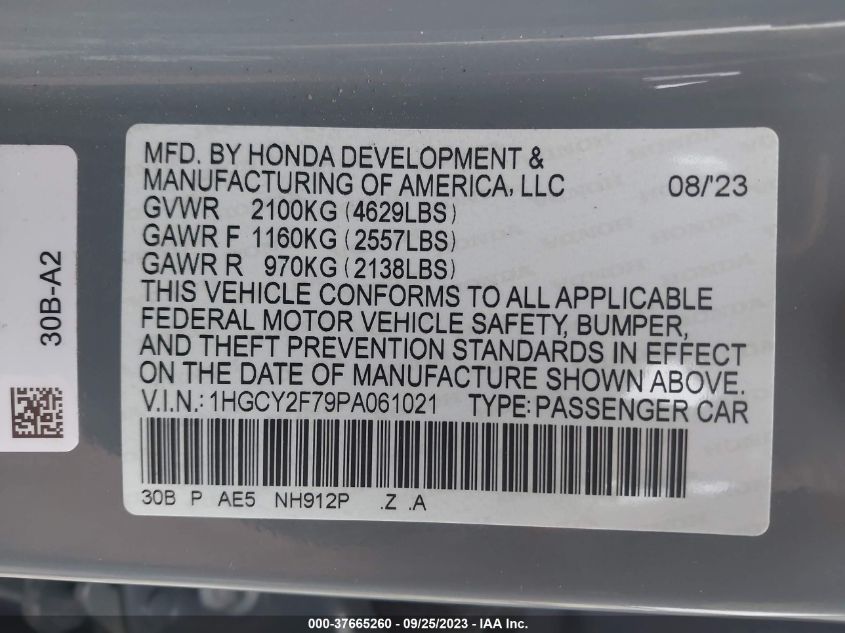 MFD. BY HONDA DEVELOPMENT &
MANUFACTURING OF AMERICA, LLC 08/'23
GVWR 2100KG (4629LBS)
GAWR F 1160KG (2557LBS)
GAWR R 970KG (2138LBS)
THIS VEHICLE CONFORMS TO ALL APPLICABLE
FEDERAL MOTOR VEHICLE SAFETY, BUMPER,
AND THEFT PREVENTION STANDARDS IN EFFECT
ON THE DATE OF MANUFACTURE SHOWN ABOVE.
V.I.N.: 1HGCY2F79PA061021 TYPE: PASSENGER CAR
30B P AE5 NH912P .Z .A
30B-A2
000-37665260 - 09/25/2023 - IAA Inc.